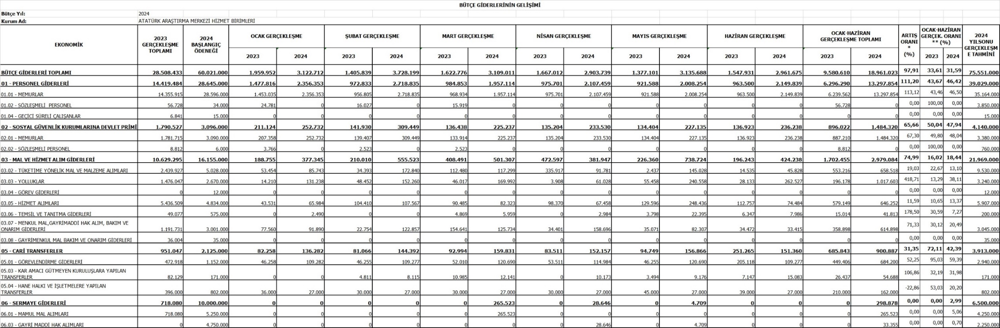 BÜTÇE GİDERLERİNİN GELİŞİMİ
Bütçe Yıl: 2024
Kurum Ad: ATATÜRK ARAŞTIRMA MERKEZİ HİZMET BİRİMLERİ
EKONOMİK 2023 GERÇEKLEŞME TOPLAMI 2024 BAŞLANGIÇ ÖDENEĞİ OCAK GERÇEKLEŞME ŞUBAT GERÇEKLEŞME MART GERÇEKLEŞME NİSAN GERÇEKLEŞME MAYIS GERÇEKLEŞME HAZİRAN GERÇEKLEŞME OCAK-HAZİRAN GERÇEKLEŞME TOPLAMI ARTIŞ ORANI * (%) OCAK-HAZİRAN GERÇEK. ORANI ** (%) 2024 YILSONU GERÇEKLEŞM E TAHMİNİ
2023 2024 2023 2024 2023 2024 2023 2024 2023 2024 2023 2024 2023 2024 2023 2024
BÜTÇE GİDERLERİ TOPLAMI 28.508.433 60.021.000 1.959.952 3.122.712 1.405.839 3.728.199 1.622.776 3.109.011 1.667.012 2.903.739 1.377.101 3.135.688 1.547.931 2.961.675 9.580.610 18.961.023 97,91 33,61 31,59 75.551.000
01 - PERSONEL GİDERLERİ 14.419.484 28.645.000 1.477.816 2.356.353 972.833 2.718.835 984.853 1.957.114 975.701 2.107.459 921.588 2.008.254 963.500 2.149.839 6.296.290 13.297.854 111,20 43,67 46,42 39.029.000
01.01 - MEMURLAR 14.355.915 28.596.000 1.453.035 2.356.353 956.805 2.718.835 968.934 1.957.114 975.701 2.107.459 921.588 2.008.254 963.500 2.149.839 6.239.562 13.297.854 113,12 43,46 46,50 35.164.000
01.02 - SÖZLEŞMELİ  PERSONEL 56.728 34.000 24.781 0 16.027 0 15.919 0 0 0 0 0 0 0 56.728 0 0,00 100,00 0,00 3.850.000
01.04 - GEÇİCİ SÜRELİ ÇALIŞANLAR 6.841 15.000 0 0 0 0 0 0 0 0 0 0 0 0 0 0 0,00 0,00 0,00 15.000
02 - SOSYAL GÜVENLİK KURUMLARINA DEVLET PRİMİ 1.790.527 3.096.000 211.124 252.732 141.930 309.449 136.438 225.237 135.204 233.530 134.404 227.135 136.923 236.238 896.022 1.484.320 65,66 50,04 47,94 4.140.000
02.01 - MEMURLAR 1.781.715 3.090.000 207.358 252.732 139.407 309.449 133.914 225.237 135.204 233.530 134.404 227.135 136.923 236.238 887.210 1.484.320 67,30 49,80 48,04 3.380.000
02.02 - SÖZLEŞMELİ PERSONEL 8.812 6.000 3.766 0 2.523 0 2.523 0 0 0 0 0 0 0 8.812 0 0,00 100,00 0,00 760.000
03 - MAL VE HİZMET ALIM GİDERLERİ 10.629.295 16.155.000 188.755 377.345 210.010 555.523 408.491 501.307 472.597 381.947 226.360 738.724 196.243 424.238 1.702.455 2.979.084 74,99 16,02 18,44 21.969.000
03.02 - TÜKETİME YÖNELİK MAL VE MALZEME ALIMLARI 2.439.927 5.028.000 53.454 85.743 34.393 172.840 112.480 117.299 335.917 91.781 2.437 145.028 14.535 45.828 553.216 658.518 19,03 22,67 13,10 9.530.000
03.03 - YOLLUKLAR 1.476.047 2.670.000 14.210 131.238 48.452 152.260 46.017 169.992 3.908 61.028 55.458 240.558 28.133 262.527 196.178 1.017.603 418,71 13,29 38,11 3.240.000
03.04 - GÖREV GİDERLERİ 0 12.000 0 0 0 0 0 0 0 0 0 0 0 0 0 0 0,00 0,00 0,00 12.000
03.05 - HİZMET ALIMLARI 5.436.509 4.834.000 43.531 65.984 104.410 107.567 90.485 82.323 98.370 67.458 129.596 248.436 112.757 74.484 579.149 646.252 11,59 10,65 13,37 5.907.000
03.06 - TEMSİL VE TANITMA GİDERLERİ 49.077 575.000 0 2.490 0 0 4.869 5.959 0 2.984 3.798 22.395 6.347 7.986 15.014 41.813 178,50 30,59 7,27 200.000
03.07 - MENKUL MAL,GAYRİMADDİ HAK ALIM, BAKIM VE
ONARIM GİDERLERİ 1.191.731 3.001.000 77.560 91.890 22.754 122.857 154.641 125.734 34.401 158.696 35.071 82.307 34.472 33.415 358.898 614.898 71,33 30,12 20,49 3.045.000
03.08 - GAYRİMENKUL MAL BAKIM VE ONARIM GİDERLERİ 36.004 35.000 0 0 0 0 0 0 0 0 0 0 0 0 0 0 0,00 0,00 0,00 35.000
05 - CARİ TRANSFERLER 951.047 2.125.000 82.258 136.282 81.066 144.392 92.994 159.831 83.511 152.157 94.749 156.866 251.265 151.360 685.843 900.887 31,35 72,11 42,39 3.913.000
05.01 - GÖREVLENDİRME GİDERLERİ 472.918 1.152.000 46.258 109.282 46.255 109.277 52.010 120.690 53.511 114.984 46.255 120.690 205.118 109.277 449.406 684.200 52,25 95,03 59,39 2.940.000
05.03 - KAR AMACI GÜTMEYEN KURULUŞLARA YAPILAN
TRANSFERLER 82.129 171.000 0 0 4.811 8.115 10.985 12.141 0 10.173 3.494 9.176 7.147 15.083 26.437 54.688 106,86 32,19 31,98 171.000
05.04 - HANE HALKI VE İŞLETMELERE YAPILAN
TRANSFERLER 396.000 802.000 36.000 27.000 30.000 27.000 30.000 27.000 30.000 27.000 45.000 27.000 39.000 27.000 210.000 162.000 -22,86 53,03 20,20 802.000
06 - SERMAYE GİDERLERİ 718.080 10.000.000 0 0 0 0 0 265.523 0 28.646 0 4.709 0 0 0 298.878 0,00 0,00 2,99 6.500.000
06.01 - MAMUL MAL ALIMLARI 718.080 5.250.000 0 0 0 0 0 265.523 0 0 0 0 0 0 0 265.523 0,00 0,00 5,06 4.250.000
06.03 - GAYRİ MADDİ HAK ALIMLARI 0 4.750.000 0 0 0 0 0 0 0 28.646 0 4.709 0 0 0 33.355 0,00 0,00 0,70 2.250.000